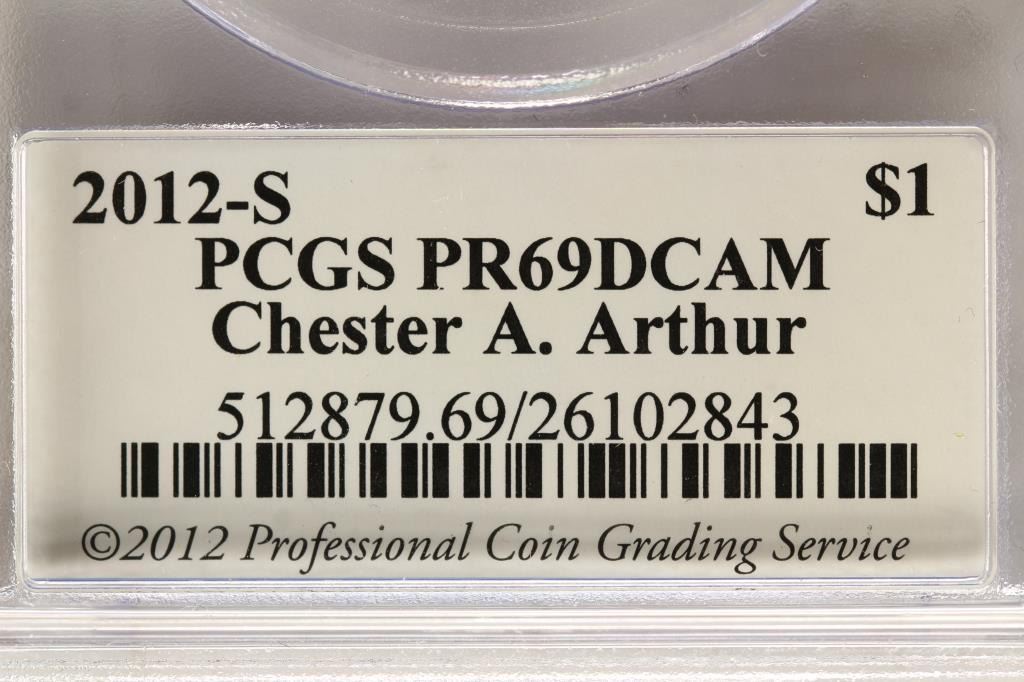 2012-S $1
PCGS PR69DCAM
Chester A. Arthur
512879.69/26102843
©2012 Professional Coin Grading Service